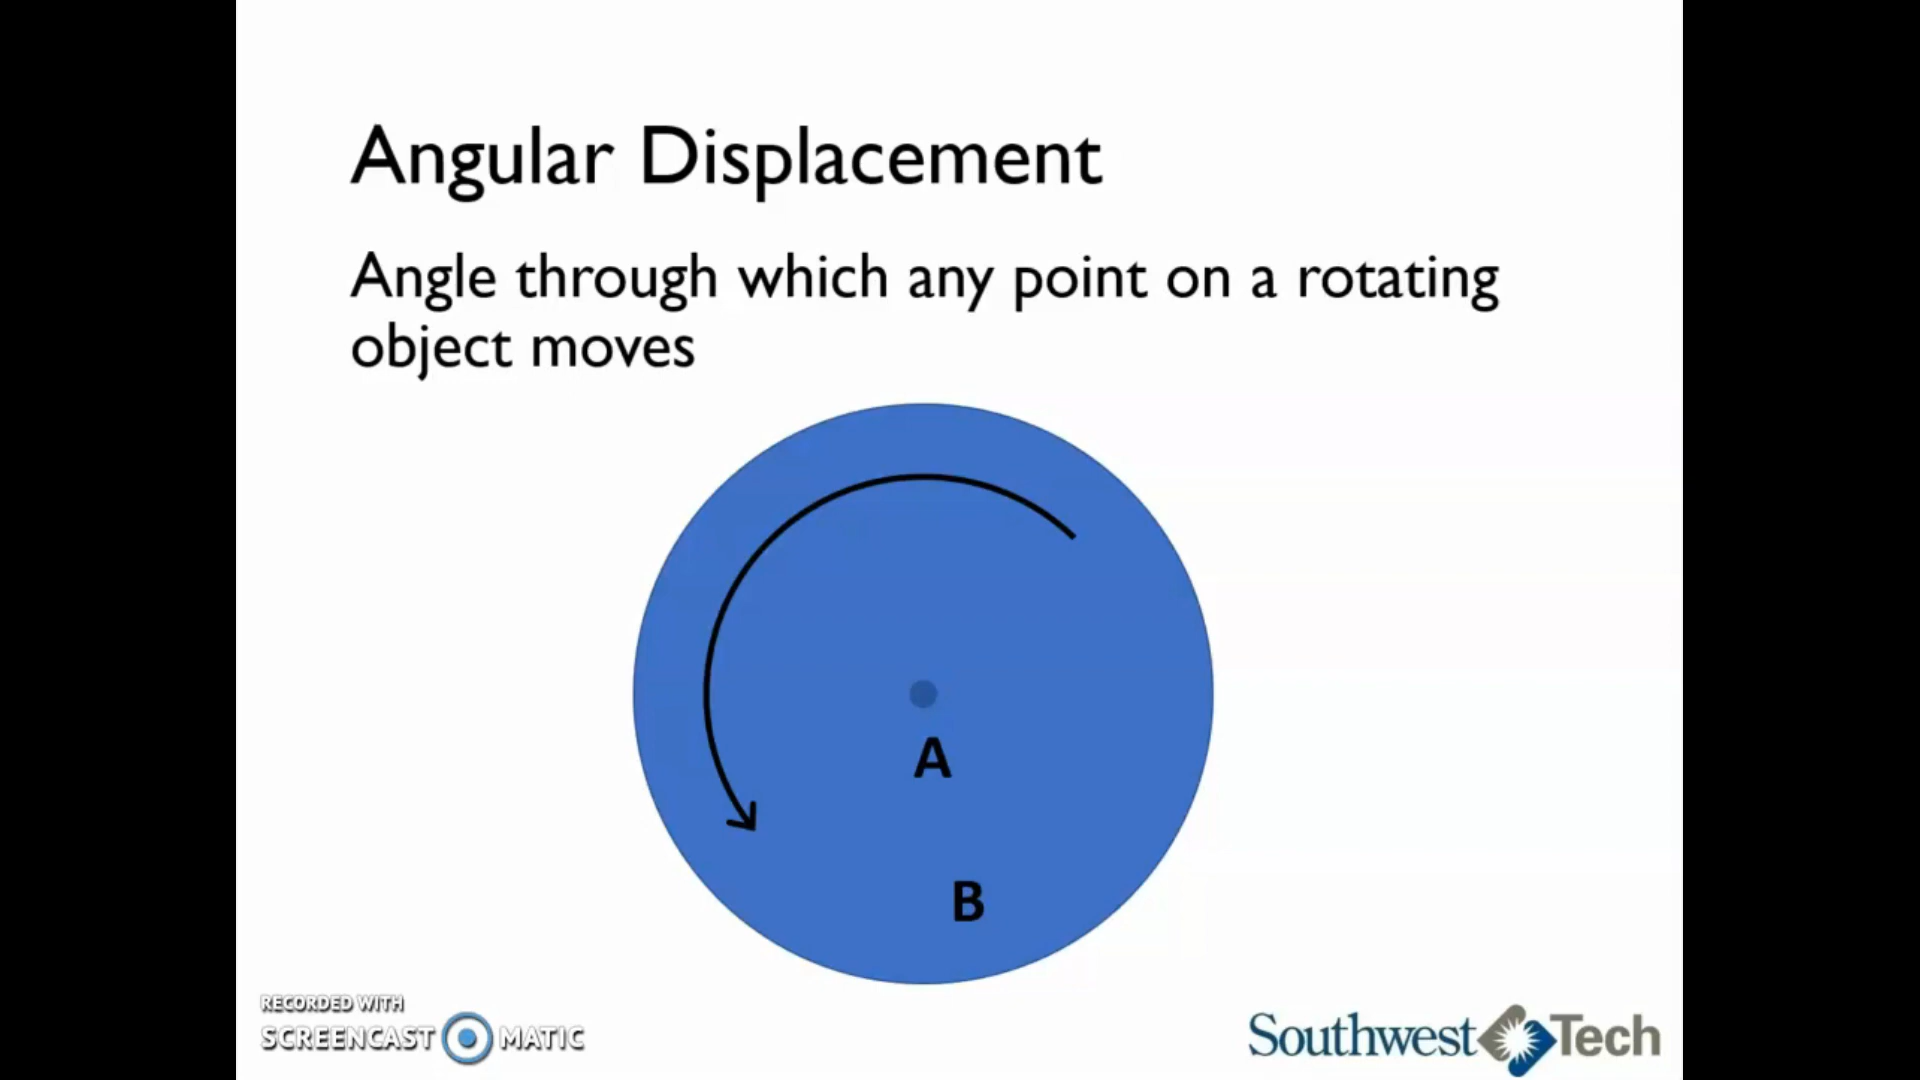 Angular Displacement
Angle through which any point on a rotating
object moves
A
B
RECORDED WITH
SCREENCAST MATIC
Southwest Tech